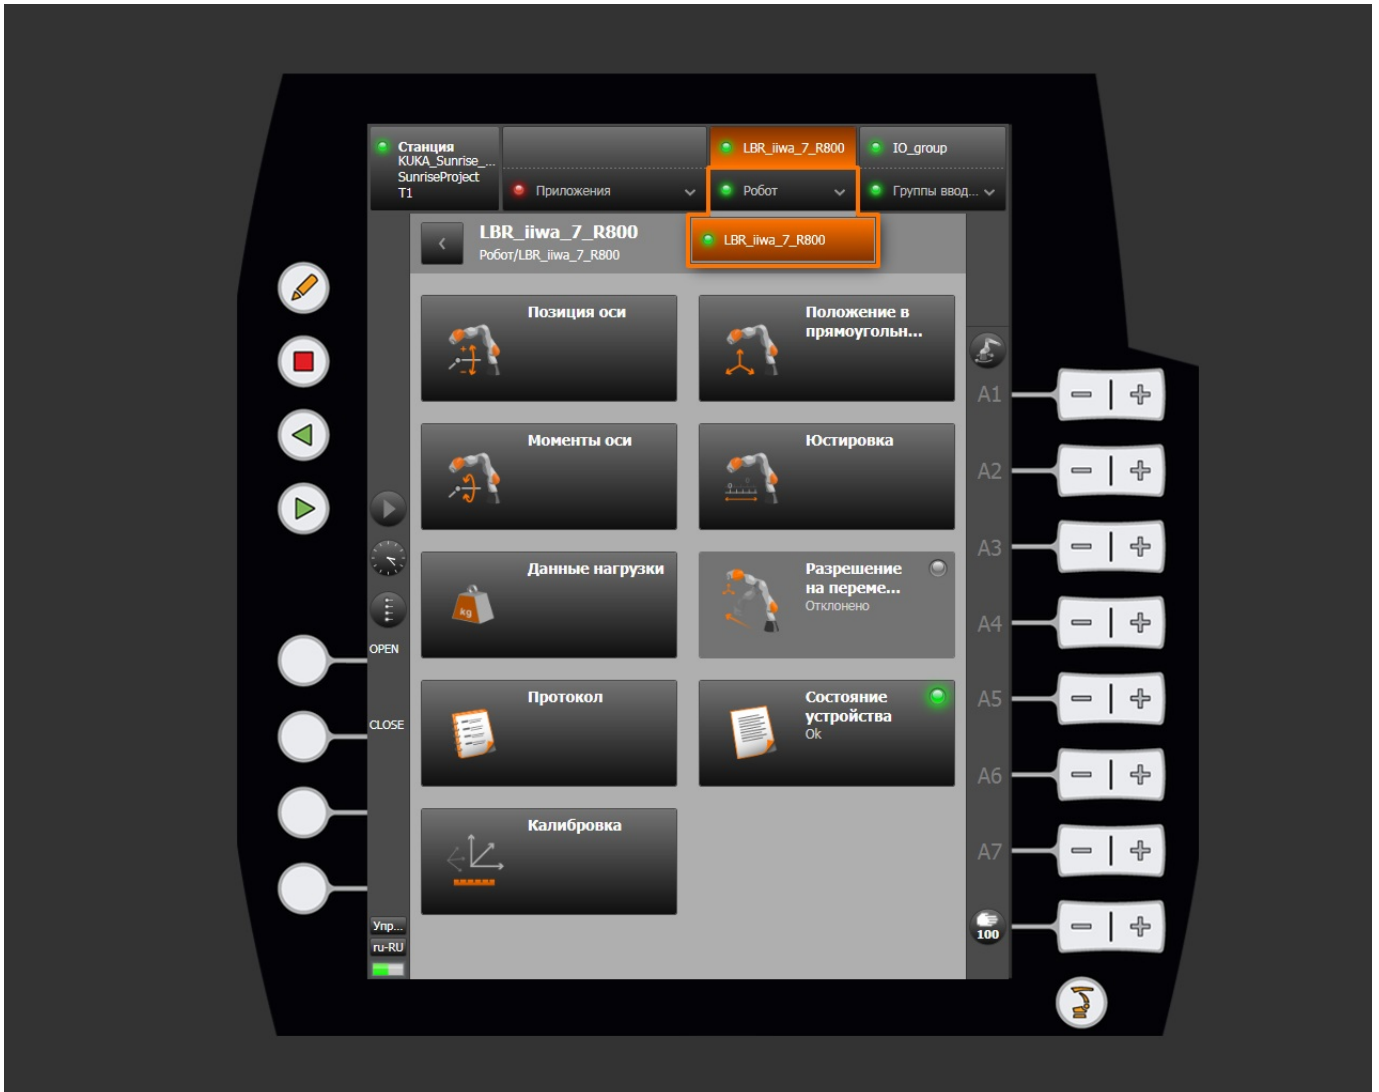 Станция
KUKA_Sunrise_...
SunriseProject
T1
Приложения
LBR_iiwa_7_R800
Робот
IO_group
Группы ввод...
LBR_iiwa_7_R800
Робот/LBR_iiwa_7_R800
LBR_iiwa_7_R800
Позиция оси
Положение в
прямоугольн...
Моменты оси
Юстировка
Данные нагрузки
kg
Разрешение
на переме...
Отклонено
Протокол
Состояние
устройства
Ok
Калибровка
OPEN
CLOSE
Упр...
ru-RU
A1
A2
A3
A4
A5
A6
A7
100